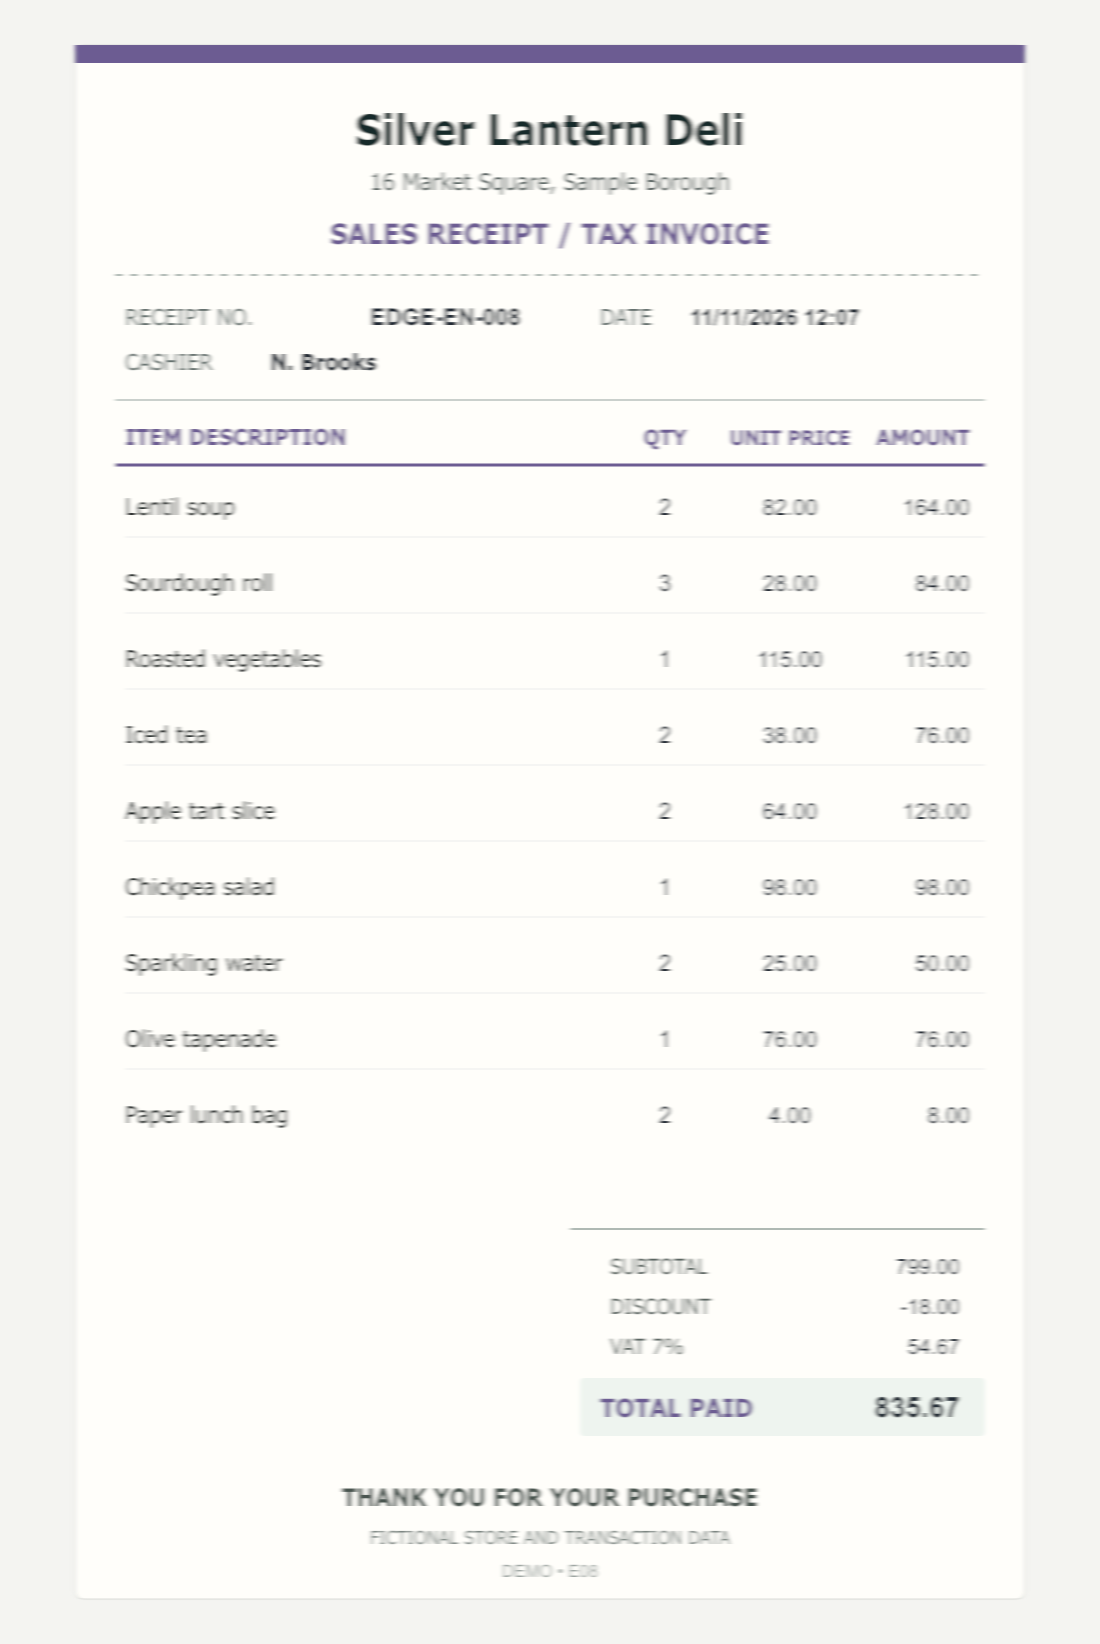 Silver Lantern Deli
16 Market Square, Sample Borough
SALES RECEIPT / TAX INVOICE
RECEIPT NO. EDGE-EN-008 DATE 11/11/2026 12:07
CASHIER N. Brooks
ITEM DESCRIPTION QTY UNIT PRICE AMOUNT
Lentil soup 2 82.00 164.00
Sourdough roll 3 28.00 84.00
Roasted vegetables 1 115.00 115.00
Iced tea 2 38.00 76.00
Apple tart slice 2 64.00 128.00
Chickpea salad 1 98.00 98.00
Sparkling water 2 25.00 50.00
Olive tapenade 1 76.00 76.00
Paper lunch bag 2 4.00 8.00
SUBTOTAL 799.00
DISCOUNT -18.00
VAT 7% 54.67
TOTAL PAID 835.67
THANK YOU FOR YOUR PURCHASE
FICTIONAL STORE AND TRANSACTION DATA
DEMO - E08